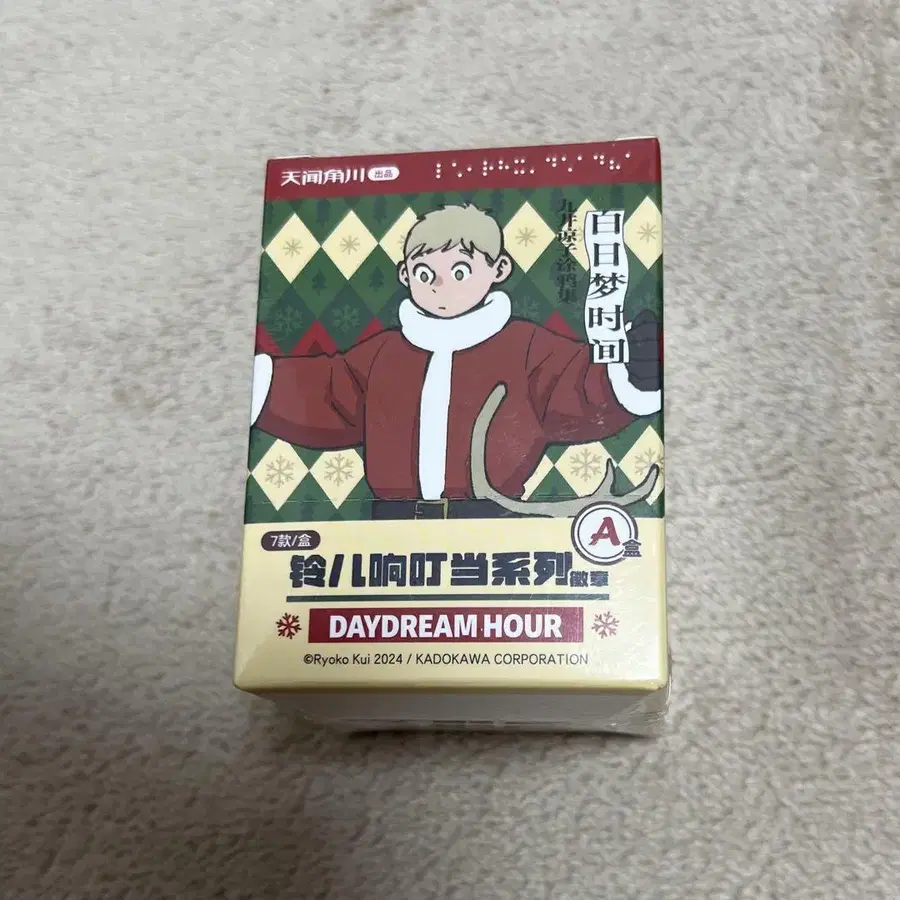 天闻角川 出品
白日梦时间
九井谅子涂鸦集
7款/盒
A盒
铃儿响叮当系列徽章
DAYDREAM HOUR
©Ryoko Kui 2024 / KADOKAWA CORPORATION